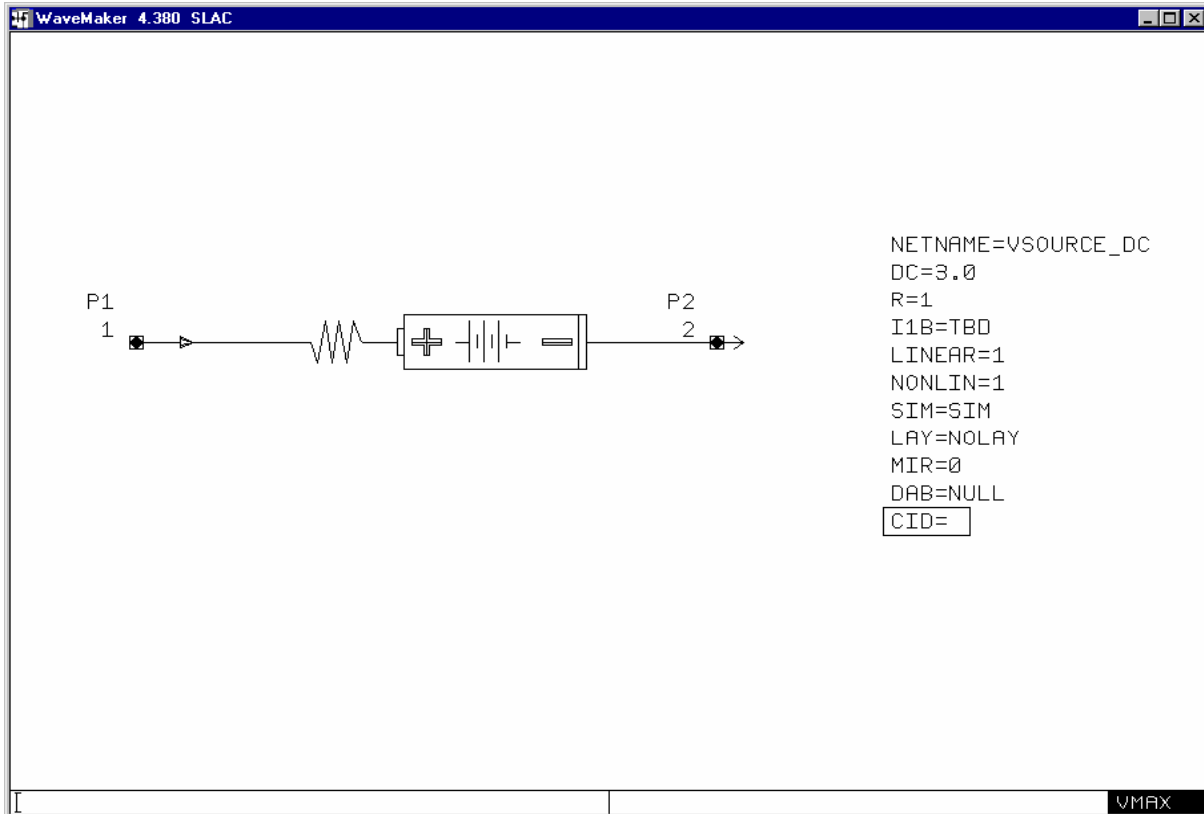 WaveMaker 4.380 SLAC
P1
1
P2
2
NETNAME=VSOURCE_DC
DC=3.0
R=1
I1B=TBD
LINEAR=1
NONLIN=1
SIM=SIM
LAY=NOLAY
MIR=0
DAB=NULL
CID=
VMAX